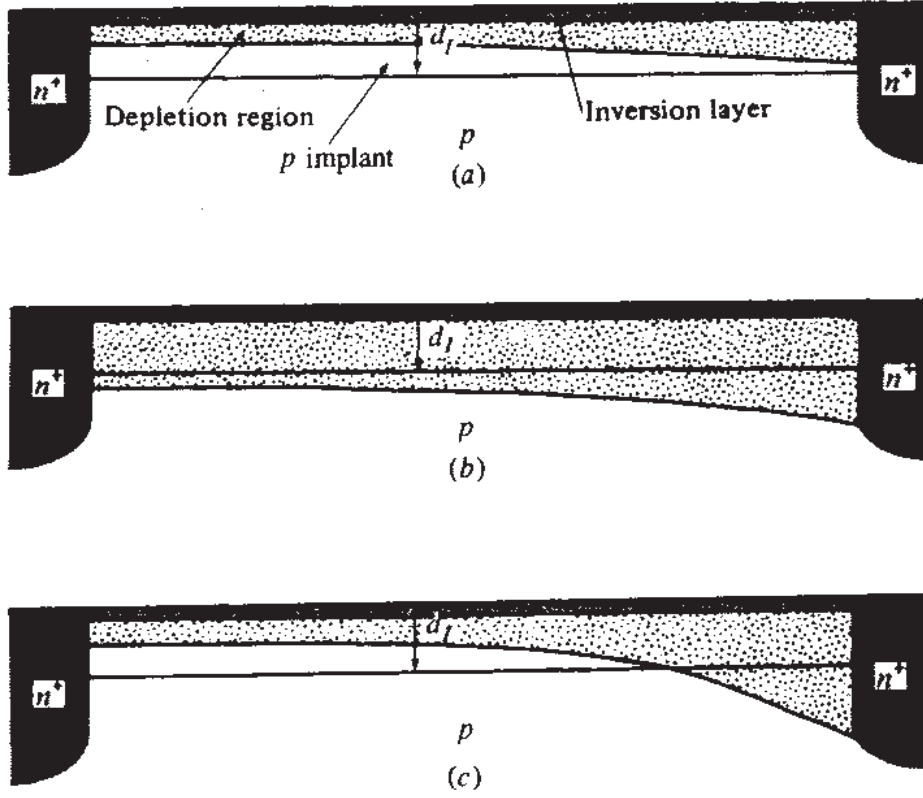 d_I
n⁺ n⁺
Depletion region Inversion layer
p implant p
(a)
d_I
n⁺ n⁺
p
(b)
d_I
n⁺ n⁺
p
(c)